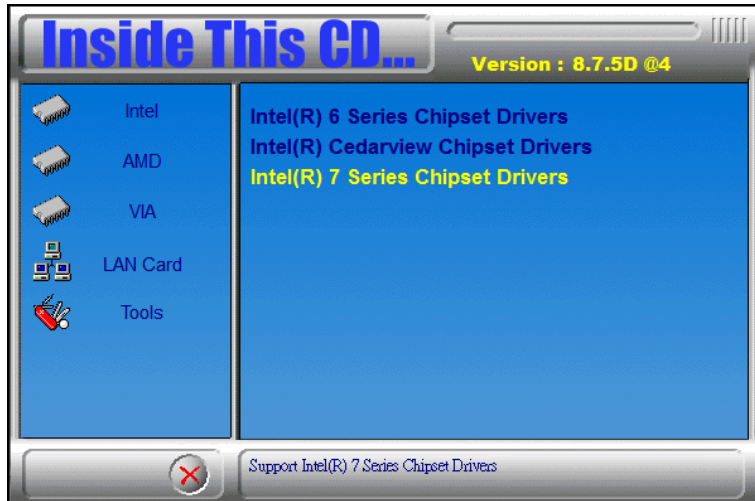 Inside This CD...
Version : 8.7.5D @4
Intel
AMD
VIA
LAN Card
Tools
Intel(R) 6 Series Chipset Drivers
Intel(R) Cedarview Chipset Drivers
Intel(R) 7 Series Chipset Drivers
Support Intel(R) 7 Series Chipset Drivers